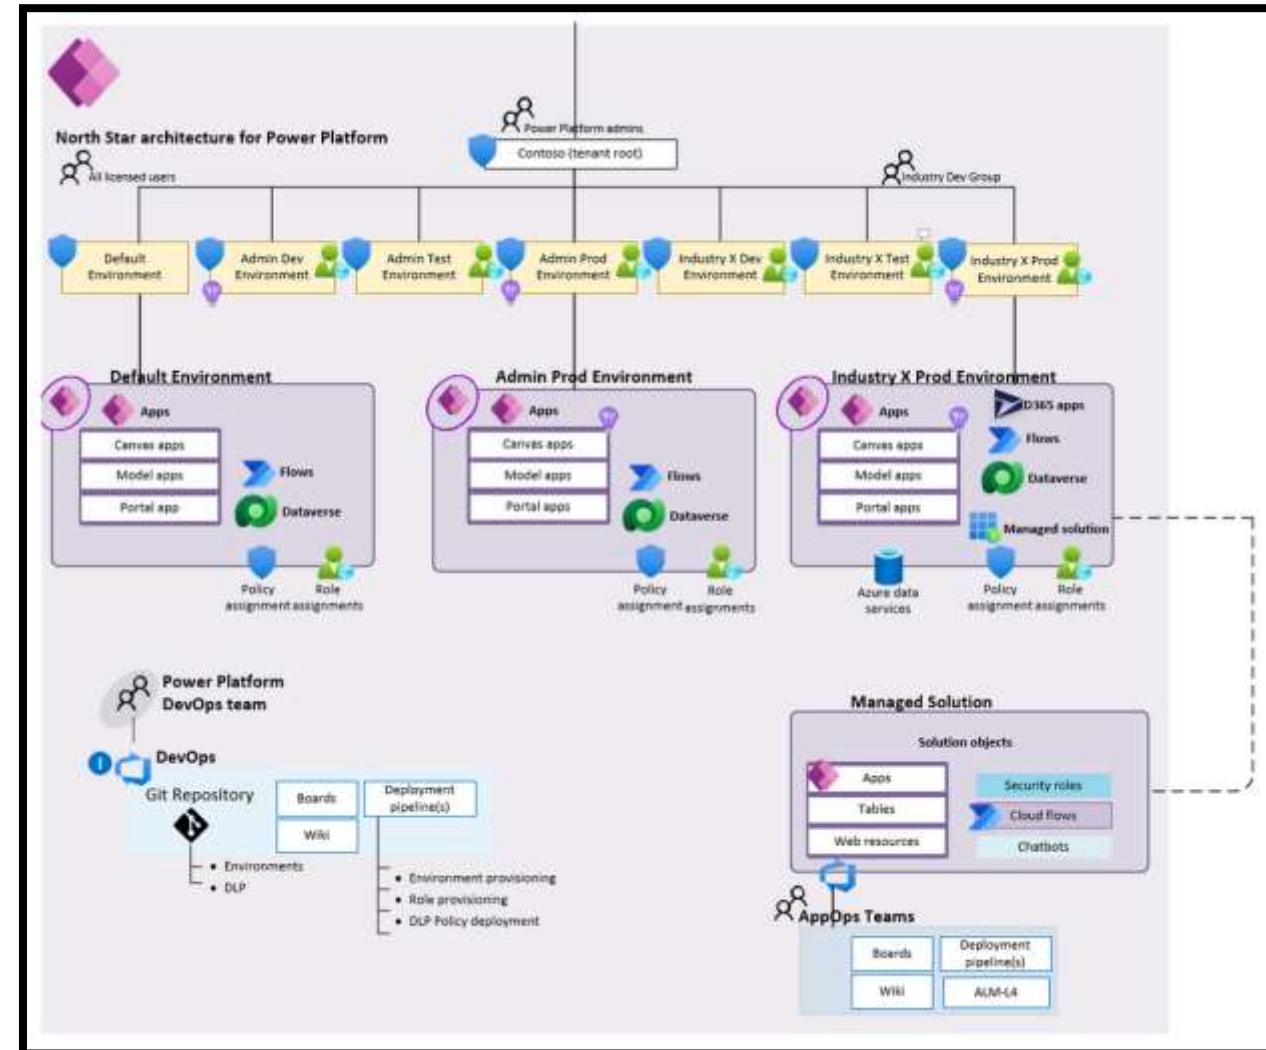 North Star architecture for Power Platform
Power Platform admins
Contoso (tenant root)
All licensed users
Industry Dev Group
Default
Environment
Admin Dev
Environment
Admin Test
Environment
Admin Prod
Environment
Industry X Dev
Environment
Industry X Test
Environment
Industry X Prod
Environment
Default Environment
Apps
Canvas apps
Model apps
Portal app
Flows
Dataverse
Policy
assignment
Role
assignments
Admin Prod Environment
Apps
Canvas apps
Model apps
Portal apps
Flows
Dataverse
Policy
assignment
Role
assignments
Industry X Prod Environment
Apps
Canvas apps
Model apps
Portal apps
D365 apps
Flows
Dataverse
Managed solution
Azure data
services
Policy
assignment
Role
assignments
Power Platform
DevOps team
DevOps
Git Repository
Boards
Wiki
Deployment
pipeline(s)
• Environments
• DLP
• Environment provisioning
• Role provisioning
• DLP Policy deployment
Managed Solution
Solution objects
Apps
Tables
Web resources
Security roles
Cloud flows
Chatbots
AppOps Teams
Boards
Deployment
pipeline(s)
Wiki
ALM-L4